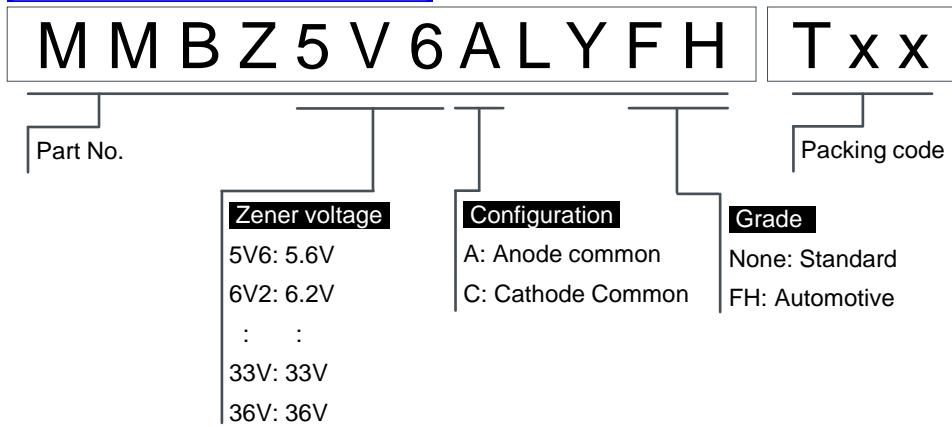 MMBZ5V6ALYFH Txx
Part No.
Packing code
Zener voltage
5V6: 5.6V
6V2: 6.2V
: :
33V: 33V
36V: 36V
Configuration
A: Anode common
C: Cathode Common
Grade
None: Standard
FH: Automotive